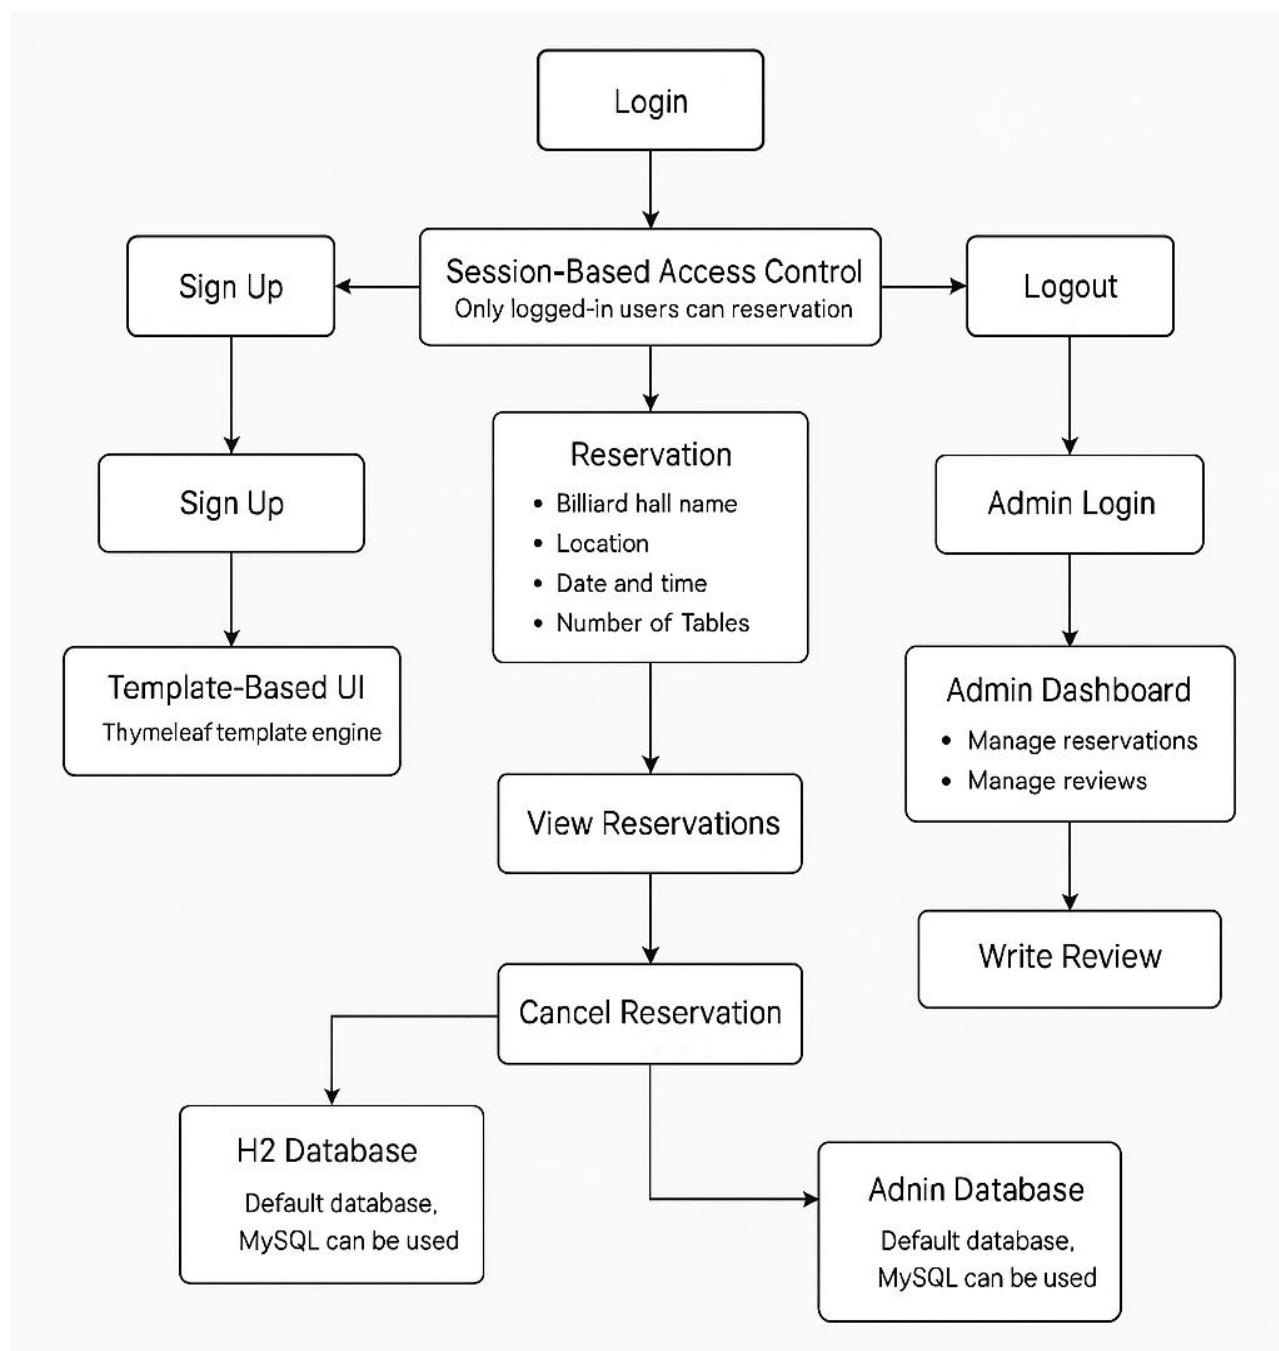 Login
Session-Based Access Control
Only logged-in users can reservation
Sign Up
Logout
Reservation
• Billiard hall name
• Location
• Date and time
• Number of Tables
Sign Up
Admin Login
Template-Based UI
Thymeleaf template engine
Admin Dashboard
• Manage reservations
• Manage reviews
View Reservations
Write Review
Cancel Reservation
H2 Database
Default database,
MySQL can be used
Adnin Database
Default database,
MySQL can be used